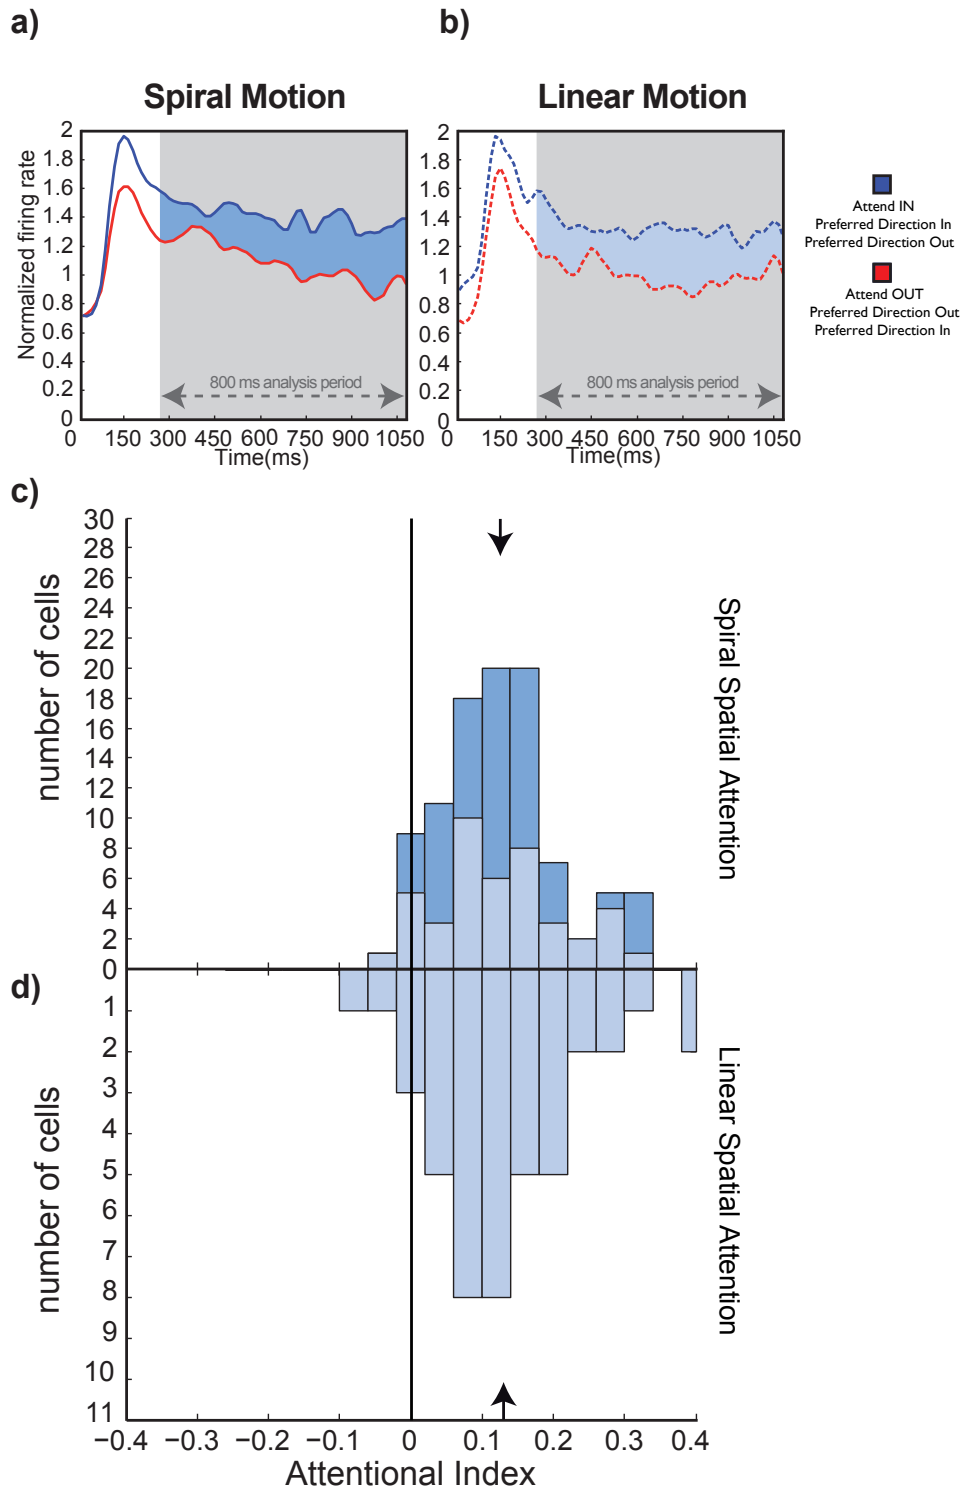 a)
b)
Spiral Motion
Linear Motion
Normalized firing rate
2
1.8
1.6
1.4
1.2
1
0.8
0.6
0.4
0.2
0
800 ms analysis period
0 150 300 450 600 750 900 1050
Time(ms)
2
1.8
1.6
1.4
1.2
1
0.8
0.6
0.4
0.2
0
800 ms analysis period
0 150 300 450 600 750 900 1050
Time(ms)
Attend IN
Preferred Direction In
Preferred Direction Out
Attend OUT
Preferred Direction Out
Preferred Direction In
c)
number of cells
30
28
26
24
22
20
18
16
14
12
10
8
6
4
2
0
Spiral Spatial Attention
d)
number of cells
1
2
3
4
5
6
7
8
9
10
11
Linear Spatial Attention
−0.4 −0.3 −0.2 −0.1 0 0.1 0.2 0.3 0.4
Attentional Index